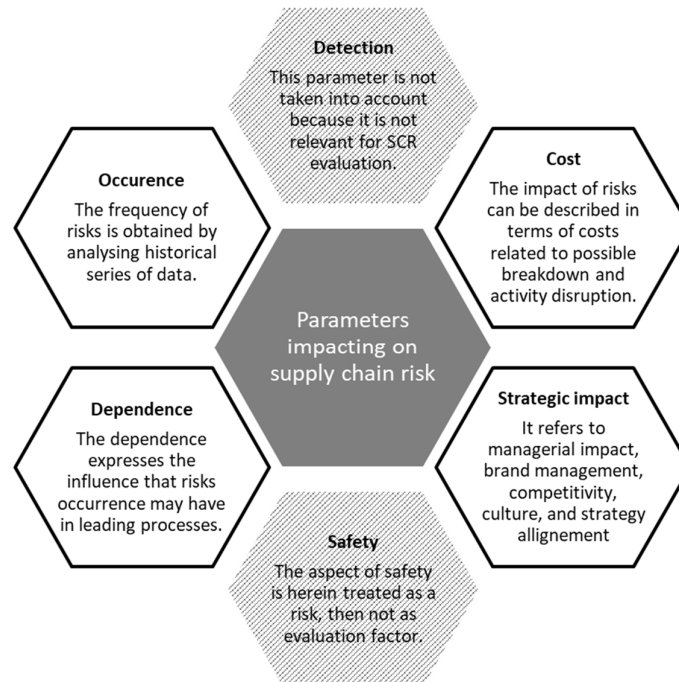 Detection
This parameter is not
taken into account
because it is not
relevant for SCR
evaluation.
Occurence
The frequency of
risks is obtained by
analysing historical
series of data.
Cost
The impact of risks
can be described in
terms of costs
related to possible
breakdown and
activity disruption.
Parameters
impacting on
supply chain risk
Dependence
The dependence
expresses the
influence that risks
occurrence may have
in leading processes.
Strategic impact
It refers to
managerial impact,
brand management,
competitivity,
culture, and strategy
allignement
Safety
The aspect of safety
is herein treated as a
risk, then not as
evaluation factor.